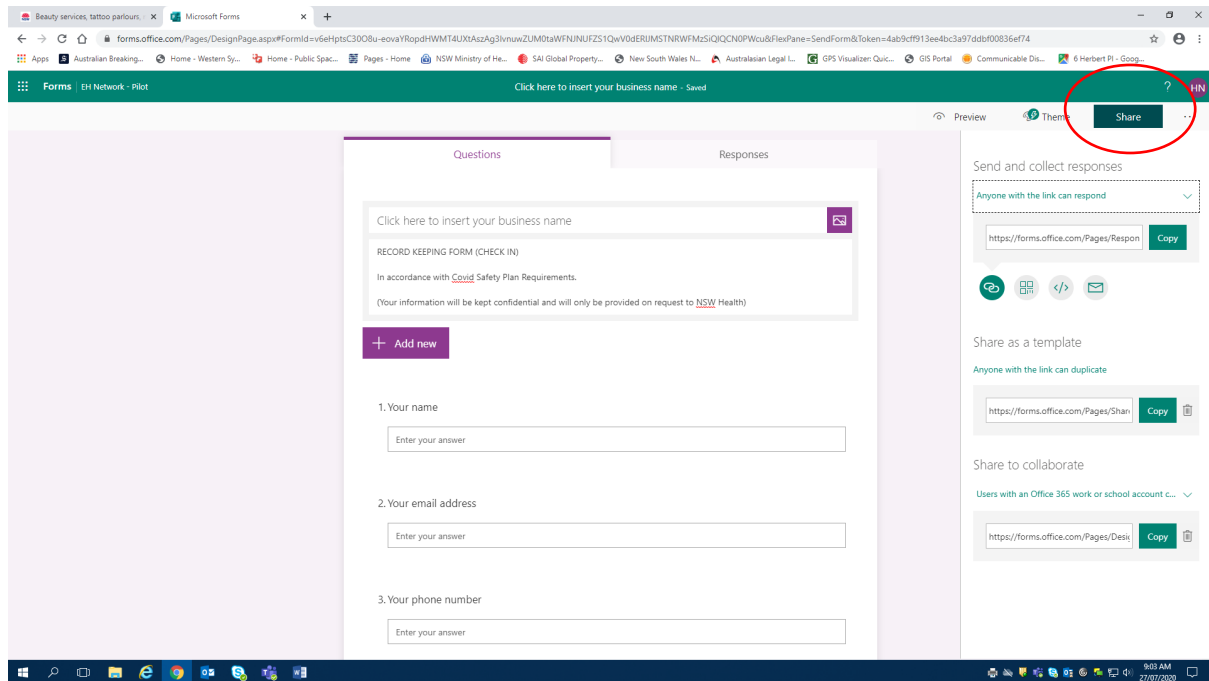 Beauty services, tattoo parlours,
Microsoft Forms
forms.office.com/Pages/DesignPage.aspx#FormId=v6eHptsC30O8u-eovaYRopdHWMT4UXtAszAg3IvnuwZUM0taWFNJNUFZS1QwV0dERlJMSTNRWFMzSiQlQCN0PWcu&FlexPane=SendForm&Token=4ab9cff913ee4bc3a97ddbf00836ef74
Apps Australian Breaking... Home - Western Sy... Home - Public Spac... Pages - Home NSW Ministry of He... SAI Global Property... New South Wales N... Australasian Legal I... GPS Visualizer: Quic... GIS Portal Communicable Dis... 6 Herbert Pl - Goog...
Forms | EH Network - Pilot
Click here to insert your business name - Saved
? HN
Preview Theme Share ...
Questions Responses
Click here to insert your business name
RECORD KEEPING FORM (CHECK IN)
In accordance with Covid Safety Plan Requirements.
(Your information will be kept confidential and will only be provided on request to NSW Health)
+ Add new
1. Your name
Enter your answer
2. Your email address
Enter your answer
3. Your phone number
Enter your answer
Send and collect responses
Anyone with the link can respond
https://forms.office.com/Pages/Respon Copy
Share as a template
Anyone with the link can duplicate
https://forms.office.com/Pages/Share Copy
Share to collaborate
Users with an Office 365 work or school account c...
https://forms.office.com/Pages/Desig Copy
9:03 AM
27/07/2020